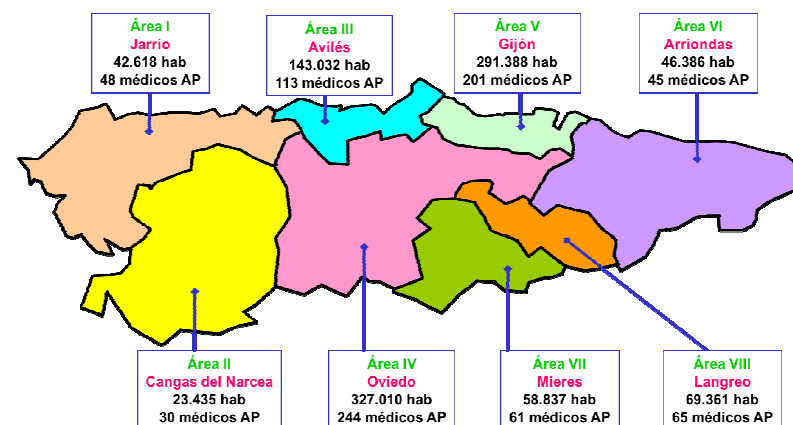 Área I
Jarrio
42.618 hab
48 médicos AP
Área III
Avilés
143.032 hab
113 médicos AP
Área V
Gijón
291.388 hab
201 médicos AP
Área VI
Arriondas
46.386 hab
45 médicos AP
Área II
Cangas del Narcea
23.435 hab
30 médicos AP
Área IV
Oviedo
327.010 hab
244 médicos AP
Área VII
Mieres
58.837 hab
61 médicos AP
Área VIII
Langreo
69.361 hab
65 médicos AP